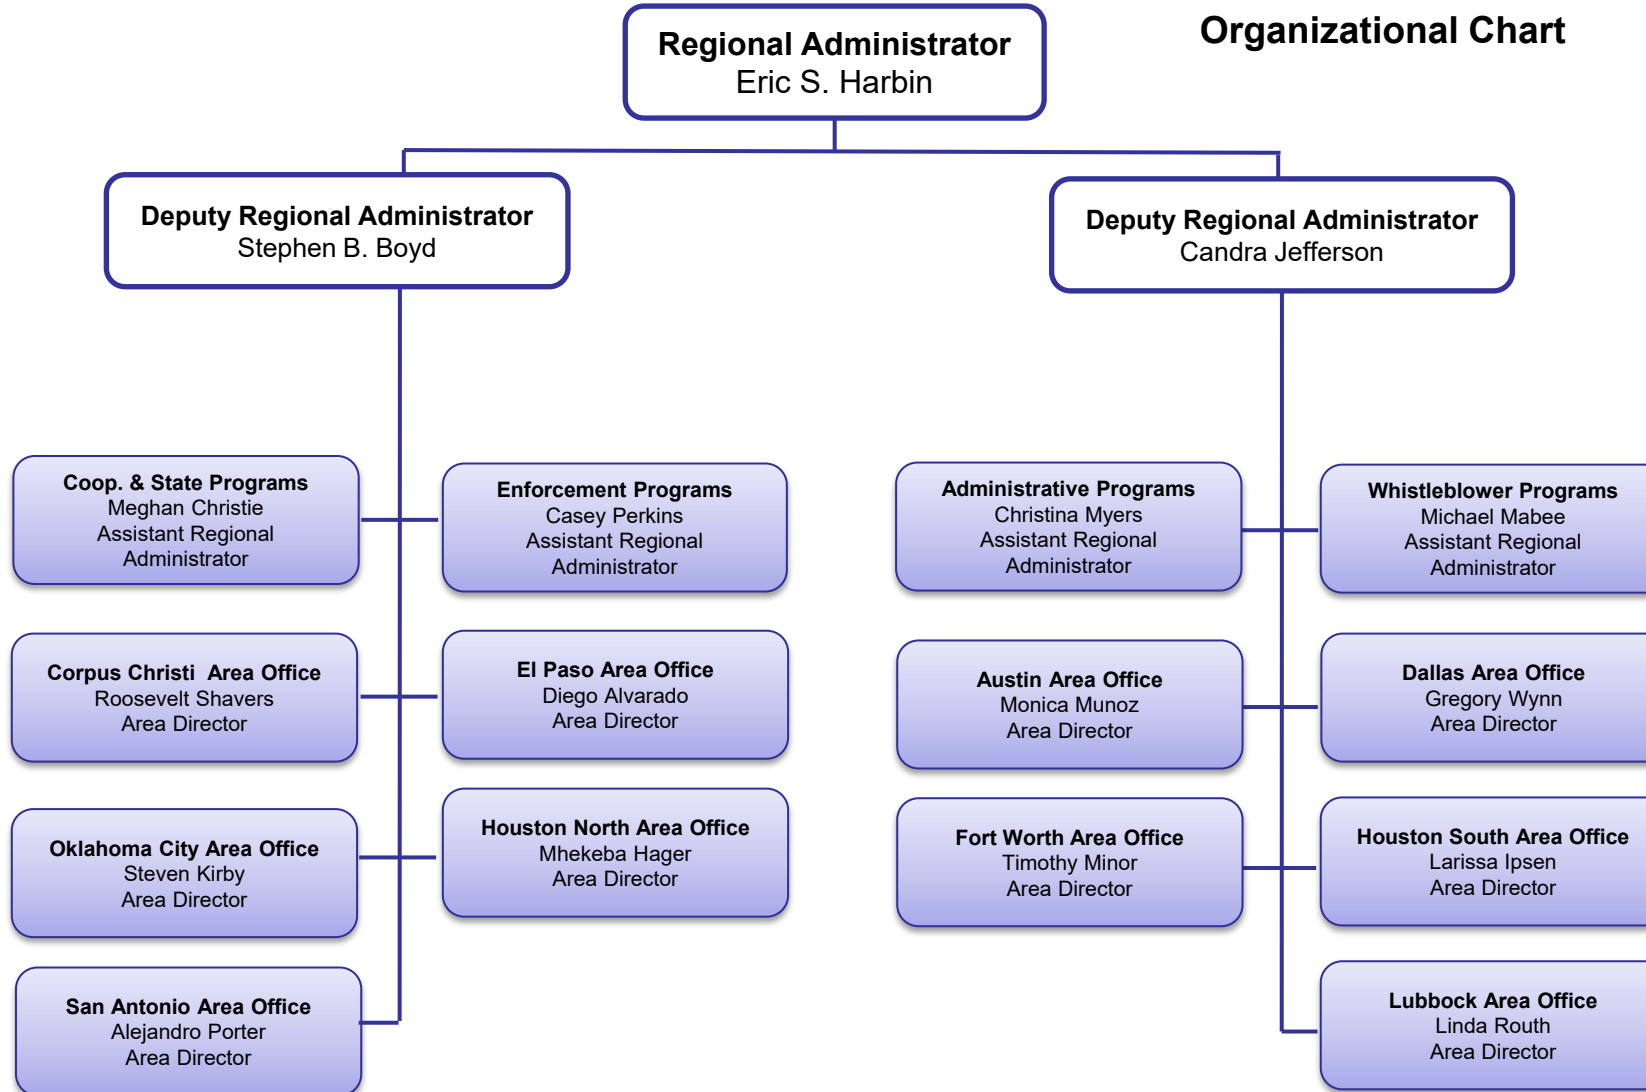 Organizational Chart
Regional Administrator
Eric S. Harbin
Deputy Regional Administrator
Stephen B. Boyd
Deputy Regional Administrator
Candra Jefferson
Coop. & State Programs
Meghan Christie
Assistant Regional
Administrator
Enforcement Programs
Casey Perkins
Assistant Regional
Administrator
Administrative Programs
Christina Myers
Assistant Regional
Administrator
Whistleblower Programs
Michael Mabee
Assistant Regional
Administrator
Corpus Christi Area Office
Roosevelt Shavers
Area Director
El Paso Area Office
Diego Alvarado
Area Director
Austin Area Office
Monica Munoz
Area Director
Dallas Area Office
Gregory Wynn
Area Director
Oklahoma City Area Office
Steven Kirby
Area Director
Houston North Area Office
Mhekeba Hager
Area Director
Fort Worth Area Office
Timothy Minor
Area Director
Houston South Area Office
Larissa Ipsen
Area Director
San Antonio Area Office
Alejandro Porter
Area Director
Lubbock Area Office
Linda Routh
Area Director